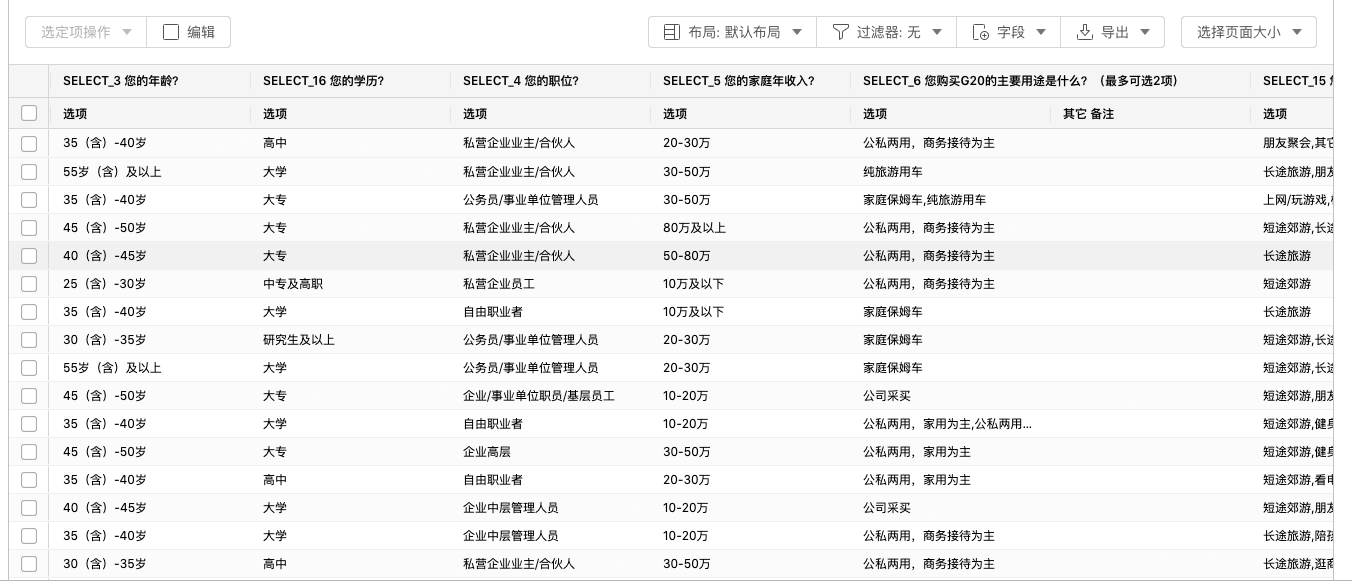 选定项操作 编辑 布局: 默认布局 过滤器: 无 字段 导出 选择页面大小
SELECT_3 您的年龄? SELECT_16 您的学历? SELECT_4 您的职位? SELECT_5 您的家庭年收入? SELECT_6 您购买G20的主要用途是什么? （最多可选2项） SELECT_15
选项 选项 选项 选项 选项 其它 备注 选项
35（含）-40岁 高中 私营企业业主/合伙人 20-30万 公私两用，商务接待为主 朋友聚会,其它
55岁（含）及以上 大学 私营企业业主/合伙人 30-50万 纯旅游用车 长途旅游,朋友
35（含）-40岁 大专 公务员/事业单位管理人员 30-50万 家庭保姆车,纯旅游用车 上网/玩游戏,
45（含）-50岁 大专 私营企业业主/合伙人 80万及以上 公私两用，商务接待为主 短途郊游,长途
40（含）-45岁 大专 私营企业业主/合伙人 50-80万 公私两用，商务接待为主 长途旅游
25（含）-30岁 中专及高职 私营企业员工 10万及以下 公私两用，商务接待为主 短途郊游
35（含）-40岁 大学 自由职业者 10万及以下 家庭保姆车 长途旅游
30（含）-35岁 研究生及以上 公务员/事业单位管理人员 20-30万 家庭保姆车 短途郊游,长途
55岁（含）及以上 大学 公务员/事业单位管理人员 20-30万 家庭保姆车 短途郊游,长途
45（含）-50岁 大专 企业/事业单位职员/基层员工 10-20万 公司采买 短途郊游,朋友
35（含）-40岁 大学 自由职业者 10-20万 公私两用，家用为主,公私两用... 短途郊游,健身
45（含）-50岁 大专 企业高层 30-50万 公私两用，家用为主 短途郊游,健身
35（含）-40岁 高中 自由职业者 20-30万 公私两用，家用为主 短途郊游,看电
40（含）-45岁 大学 企业中层管理人员 10-20万 公司采买 短途郊游,朋友
35（含）-40岁 大学 企业中层管理人员 10-20万 公私两用，商务接待为主 长途旅游,陪孩
30（含）-35岁 高中 私营企业业主/合伙人 30-50万 公私两用，商务接待为主 长途旅游,逛商